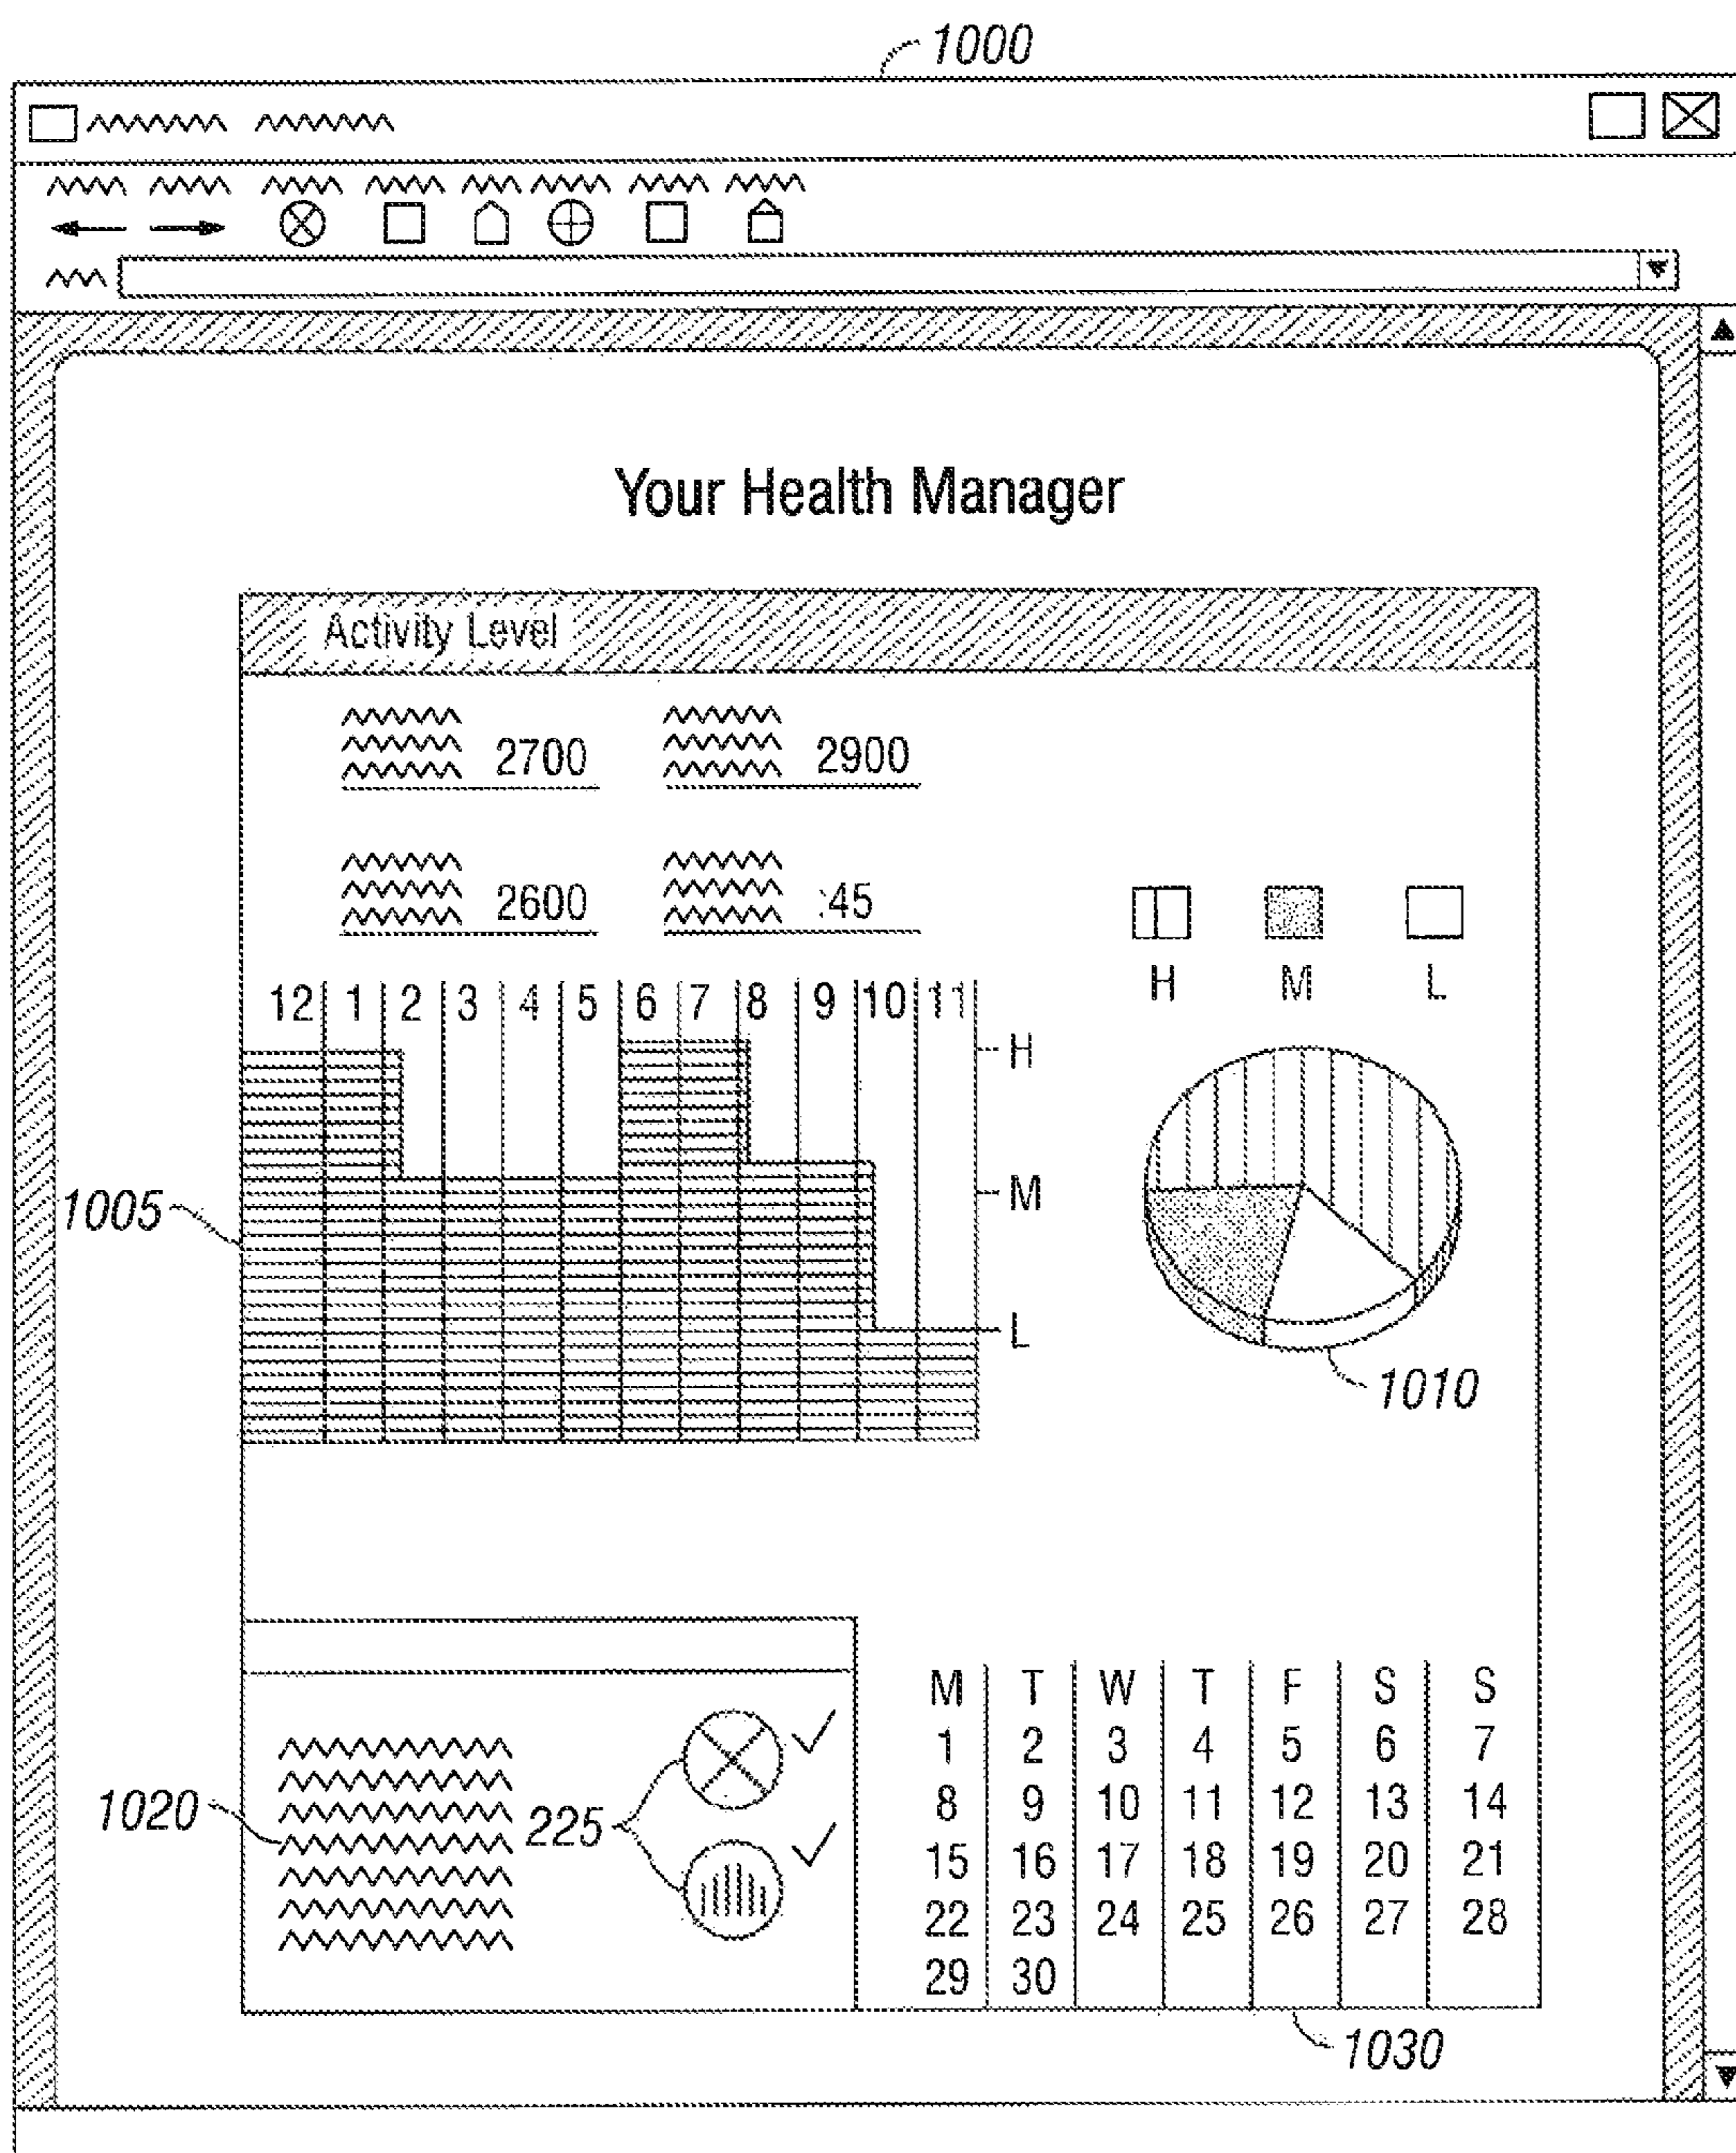 1000
Your Health Manager
Activity Level
2700 2900
2600 :45
H M L
12 1 2 3 4 5 6 7 8 9 10 11
H
M
1005
L
1010
M T W T F S S
1 2 3 4 5 6 7
8 9 10 11 12 13 14
1020 225
15 16 17 18 19 20 21
22 23 24 25 26 27 28
29 30
1030